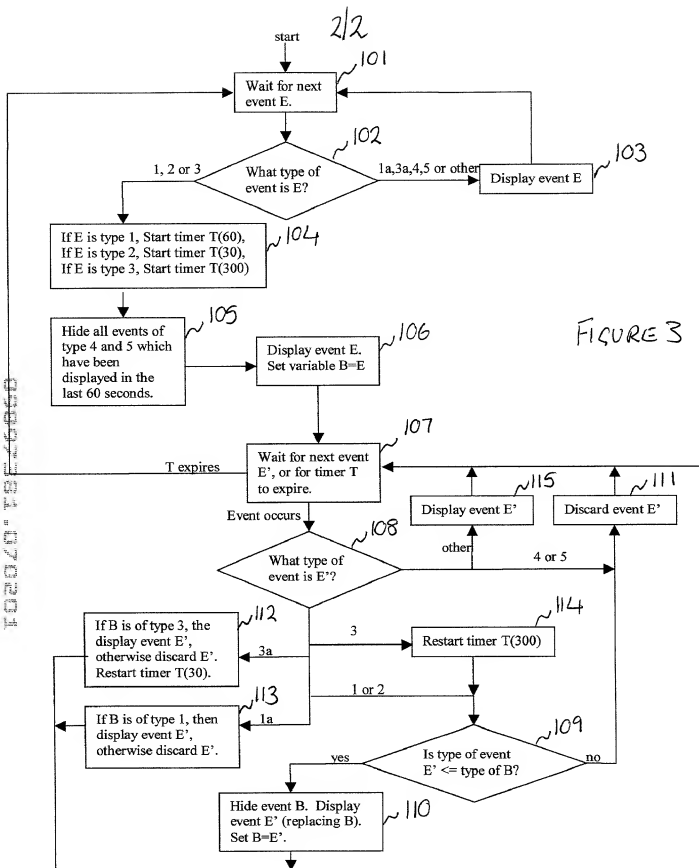 2/2
start
101
Wait for next
event E.
102
1, 2 or 3
What type of
event is E?
1a,3a,4,5 or other
103
Display event E
104
If E is type 1, Start timer T(60),
If E is type 2, Start timer T(30),
If E is type 3, Start timer T(300)
105
Hide all events of
type 4 and 5 which
have been
displayed in the
last 60 seconds.
106
Display event E.
Set variable B=E
FIGURE 3
107
Wait for next event
E’, or for timer T
to expire.
T expires
115
Display event E’
111
Discard event E’
Event occurs
108
What type of
event is E’?
other
4 or 5
112
If B is of type 3, the
display event E’,
otherwise discard E’.
Restart timer T(30).
3a
3
114
Restart timer T(300)
113
If B is of type 1, then
display event E’,
otherwise discard E’.
1a
1 or 2
109
Is type of event
E’ <= type of B?
yes
no
110
Hide event B. Display
event E’ (replacing B).
Set B=E’.